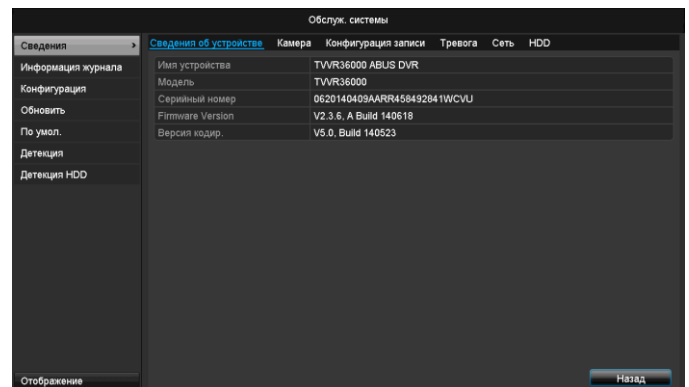 Обслуж. системы
Сведения об устройстве Камера Конфигурация записи Тревога Сеть HDD
Сведения
Информация журнала
Конфигурация
Обновить
По умол.
Детекция
Детекция HDD
Имя устройства TVVR36000 ABUS DVR
Модель TVVR36000
Серийный номер 0620140409AARR458492841WCVU
Firmware Version V2.3.6, A Build 140618
Версия кодир. V5.0, Build 140523
Отображение
Назад